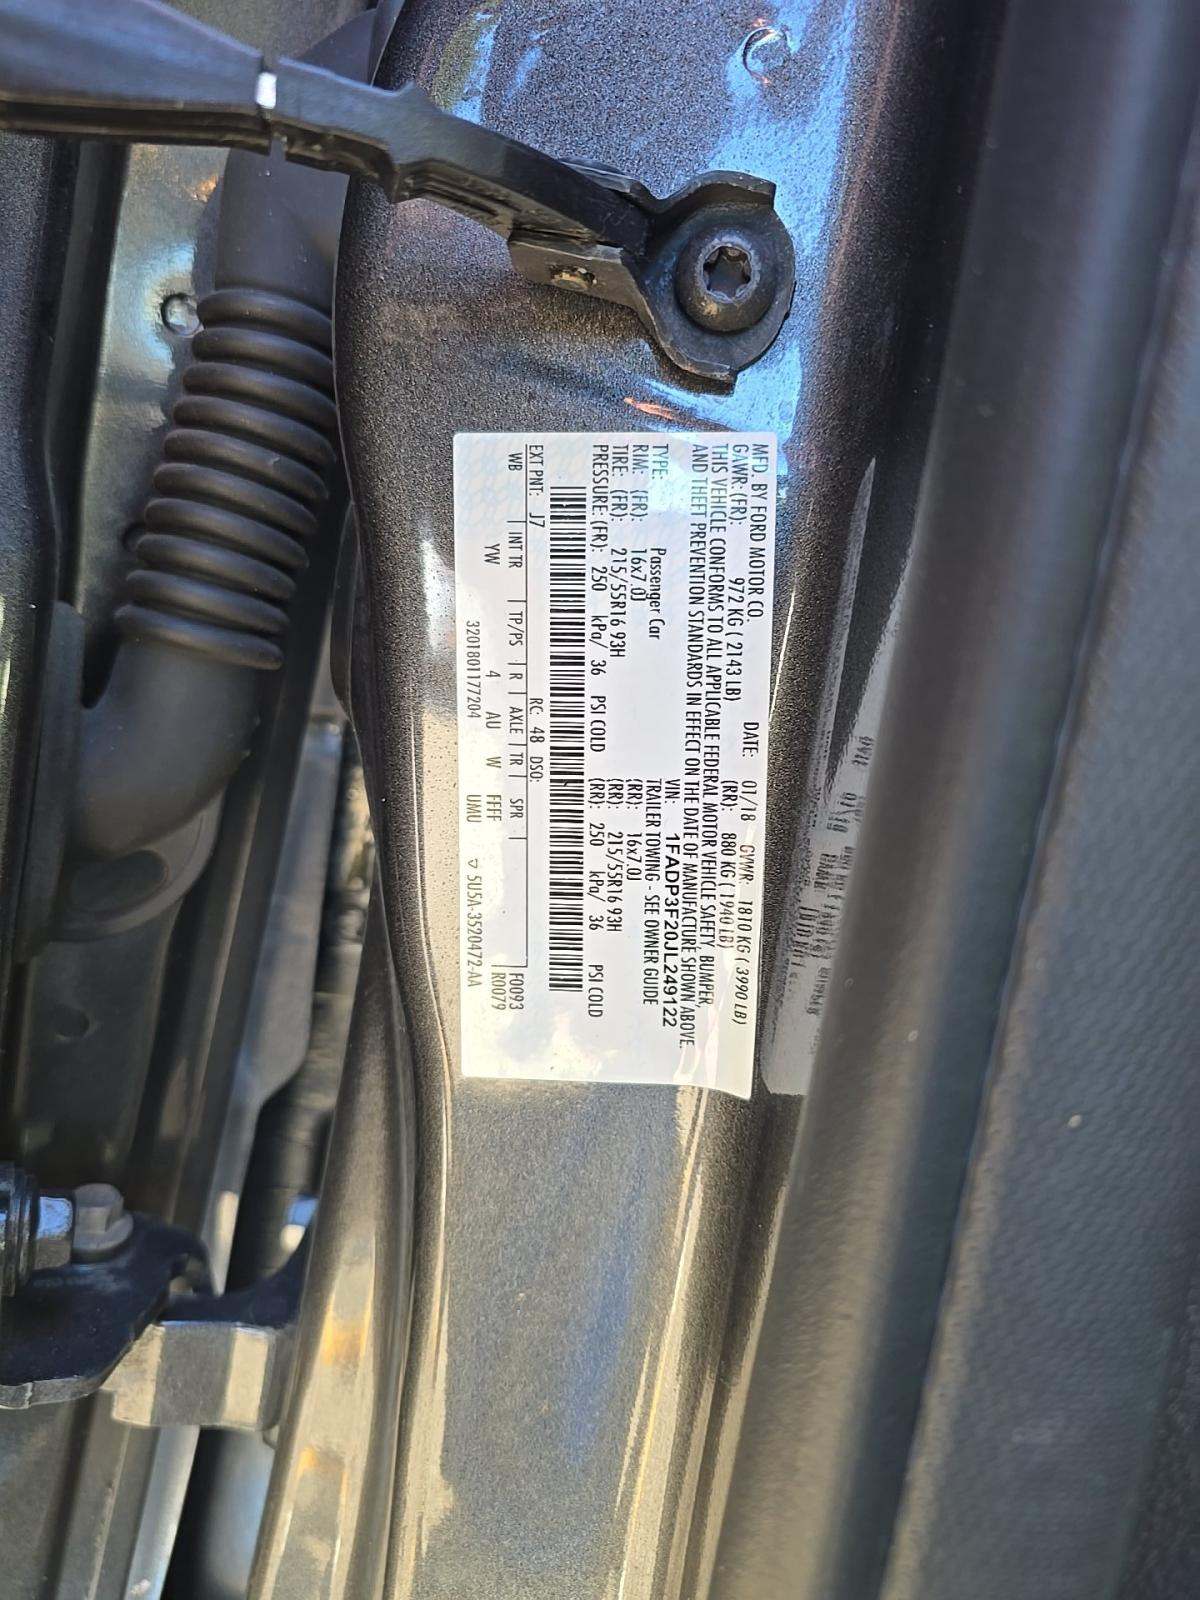 MFD. BY FORD MOTOR CO. DATE: 01/18 GVWR: 1810 KG ( 3990 LB)
GAWR: (FR): 972 KG ( 2143 LB) (RR): 880 KG ( 1940 LB)
THIS VEHICLE CONFORMS TO ALL APPLICABLE FEDERAL MOTOR VEHICLE SAFETY, BUMPER,
AND THEFT PREVENTION STANDARDS IN EFFECT ON THE DATE OF MANUFACTURE SHOWN ABOVE.
VIN: 1FADP3F20JL249122
TYPE: Passenger Car TRAILER TOWING - SEE OWNER GUIDE
RIM: (FR): 16x7.0J (RR): 16x7.0J
TIRE: (FR): 215/55R16 93H (RR): 215/55R16 93H
PRESSURE: (FR): 250 kPa/ 36 PSI COLD (RR): 250 kPa/ 36 PSI COLD
EXT PNT: J7 RC: 48 DSO:
WB INT TR TP/PS R AXLE TR SPR F0093
YW 4 AU W FFFF R0079
3201801177204 UMU ▽ 5U5A-3520472-AA